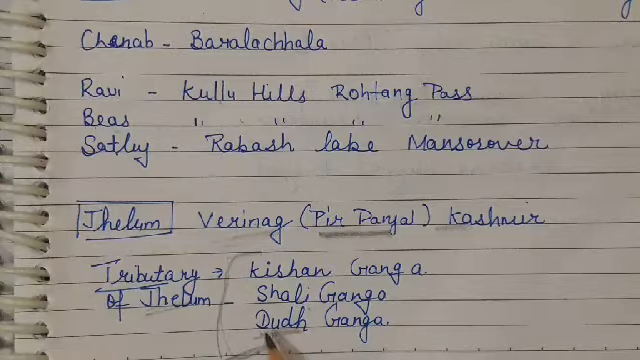 Chenab - Baralachhala
Ravi - Kullu Hills Rohtang Pass
Beas " " " "
Satluj - Rakash lake Mansorover
Jhelum Verinag (Pir Panjal) Kashmir
Tributary → Kishan Ganga
of Jhelum - Shali Ganga
Dudh Ganga.